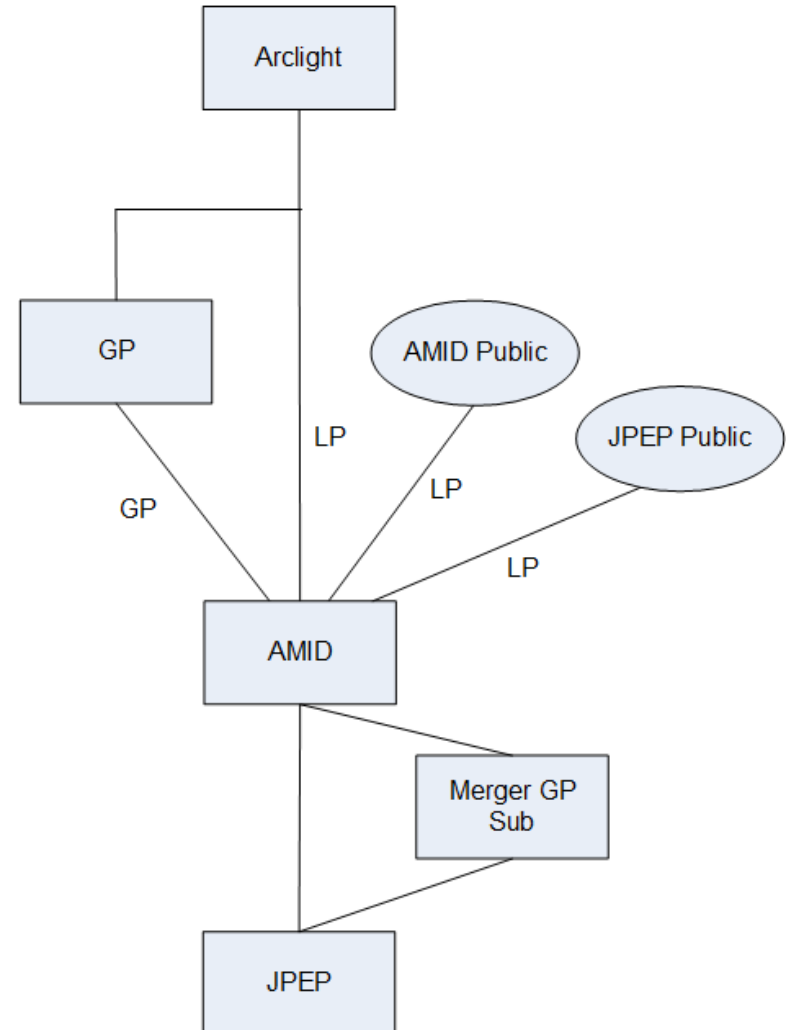 Arclight
GP
AMID Public
JPEP Public
LP
LP
GP
LP
AMID
Merger GP
Sub
JPEP